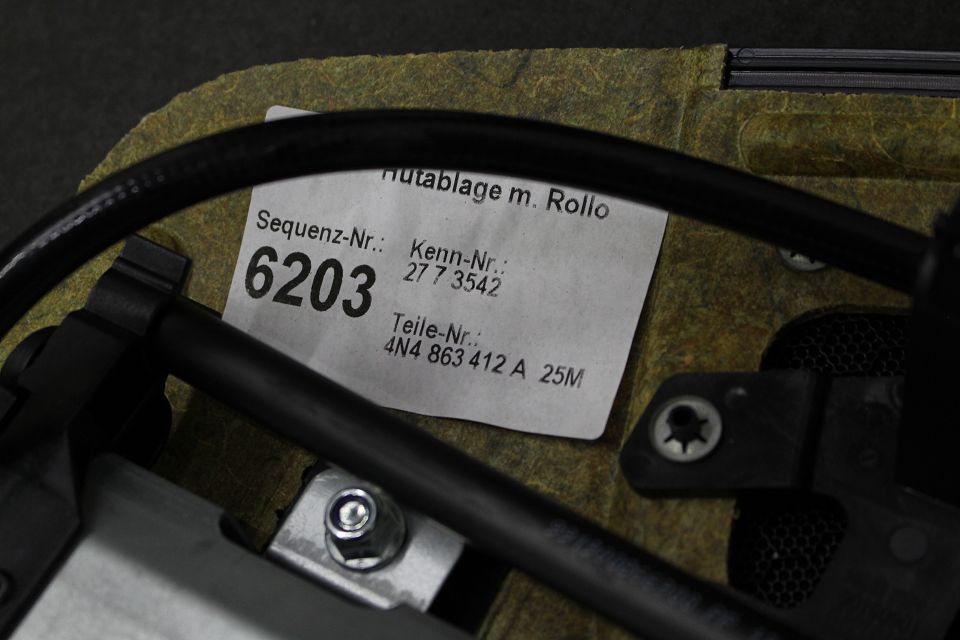 Hutablage m. Rollo
Sequenz-Nr.:
6203
Kenn-Nr.:
27 7 3542
Teile-Nr.:
4N4 863 412 A 25M